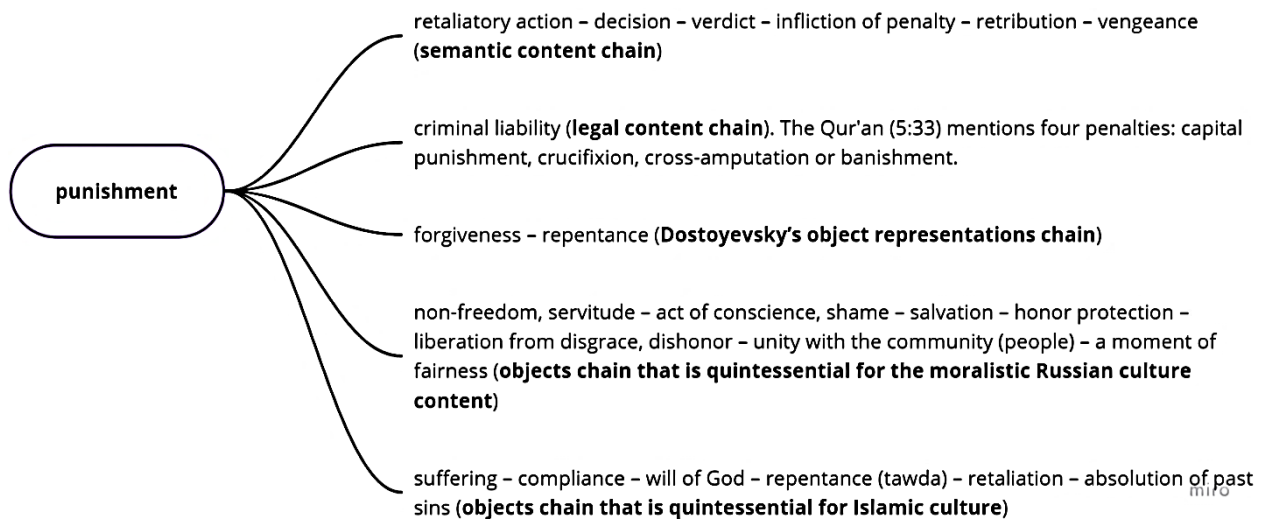 retaliatory action – decision – verdict – infliction of penalty – retribution – vengeance
(semantic content chain)
criminal liability (legal content chain). The Qur'an (5:33) mentions four penalties: capital
punishment, crucifixion, cross-amputation or banishment.
punishment
forgiveness – repentance (Dostoyevsky's object representations chain)
non-freedom, servitude – act of conscience, shame – salvation – honor protection –
liberation from disgrace, dishonor – unity with the community (people) – a moment of
fairness (objects chain that is quintessential for the moralistic Russian culture
content)
suffering – compliance – will of God – repentance (tawda) – retaliation – absolution of past
sins (objects chain that is quintessential for Islamic culture)
miro